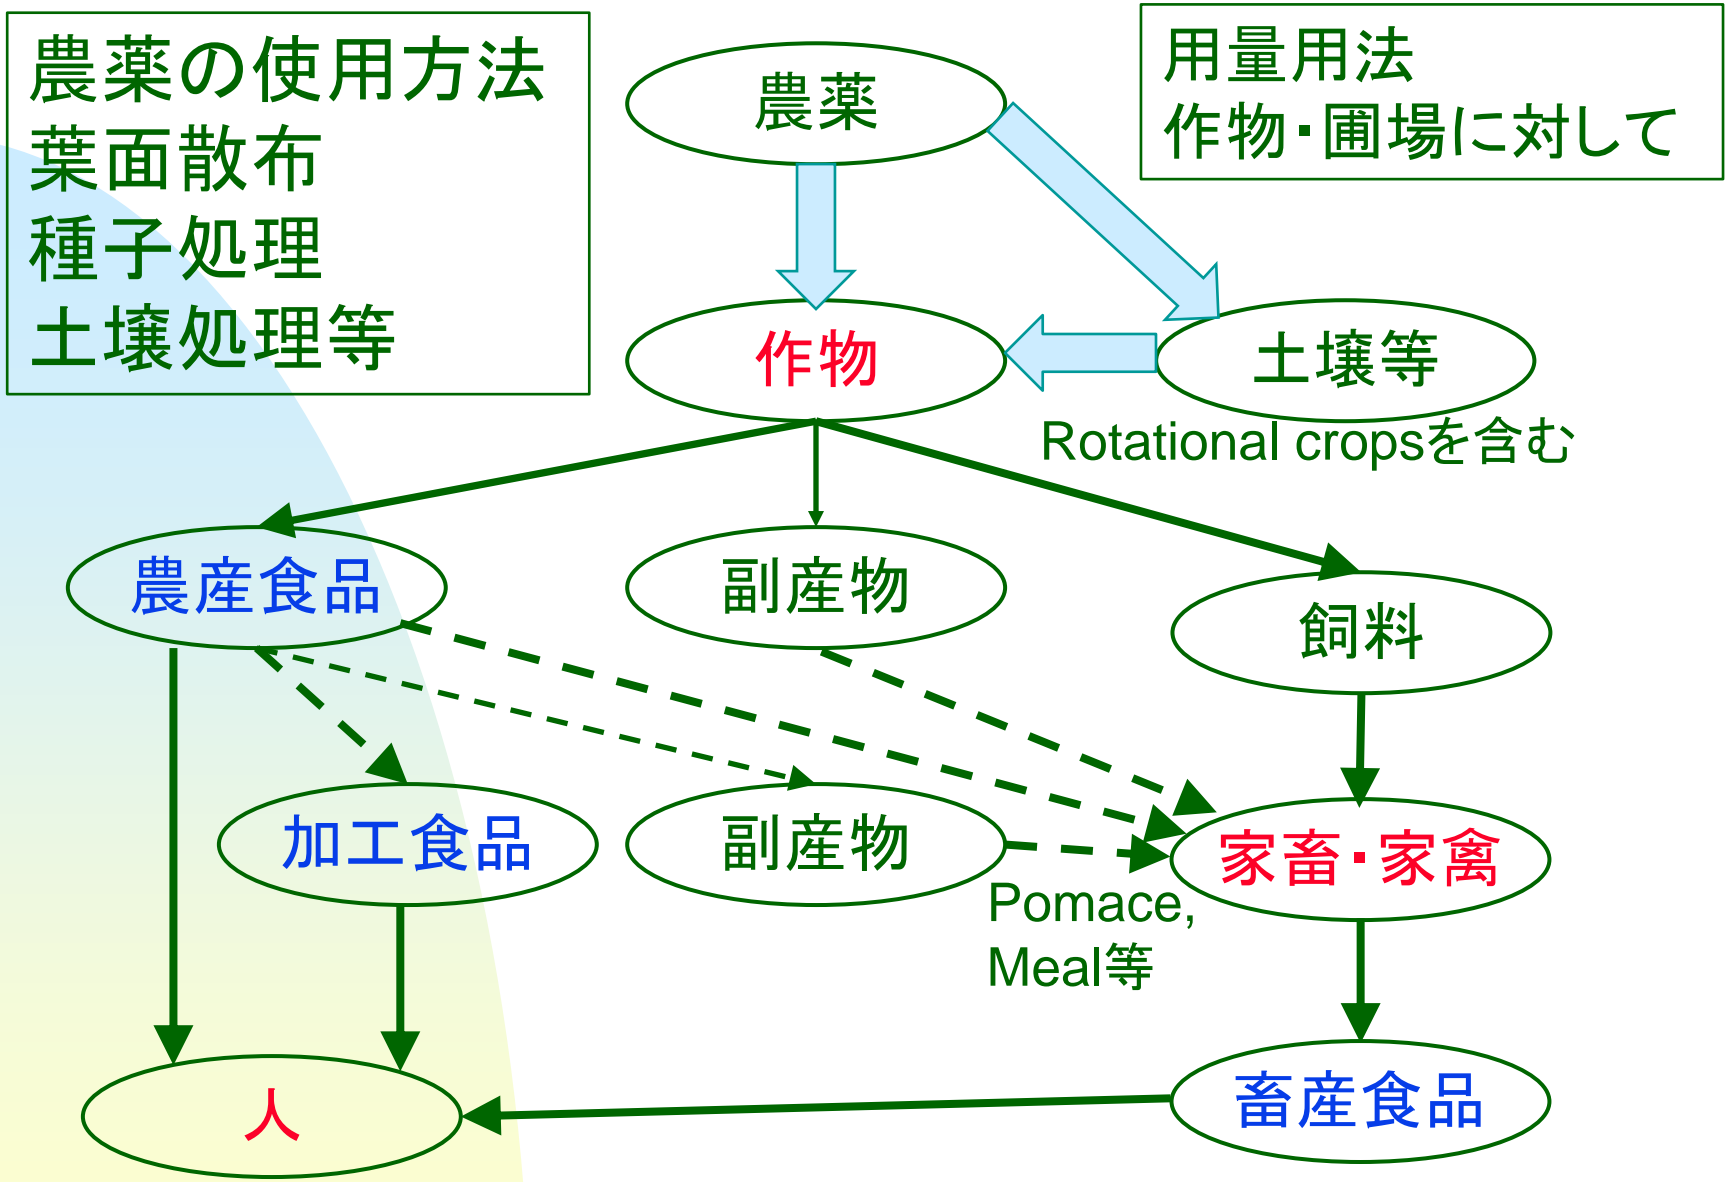 農薬の使用方法
葉面散布
種子処理
土壌処理等
農薬
用量用法
作物・圃場に対して
作物
土壌等
Rotational cropsを含む
農産食品
副産物
飼料
加工食品
副産物
家畜・家禽
Pomace,
Meal等
人
畜産食品